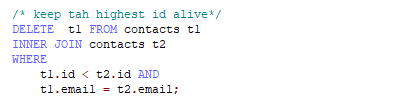 /* keep tah highest id alive*/
DELETE  t1 FROM contacts t1
INNER JOIN contacts t2
WHERE
    t1.id < t2.id AND
    t1.email = t2.email;